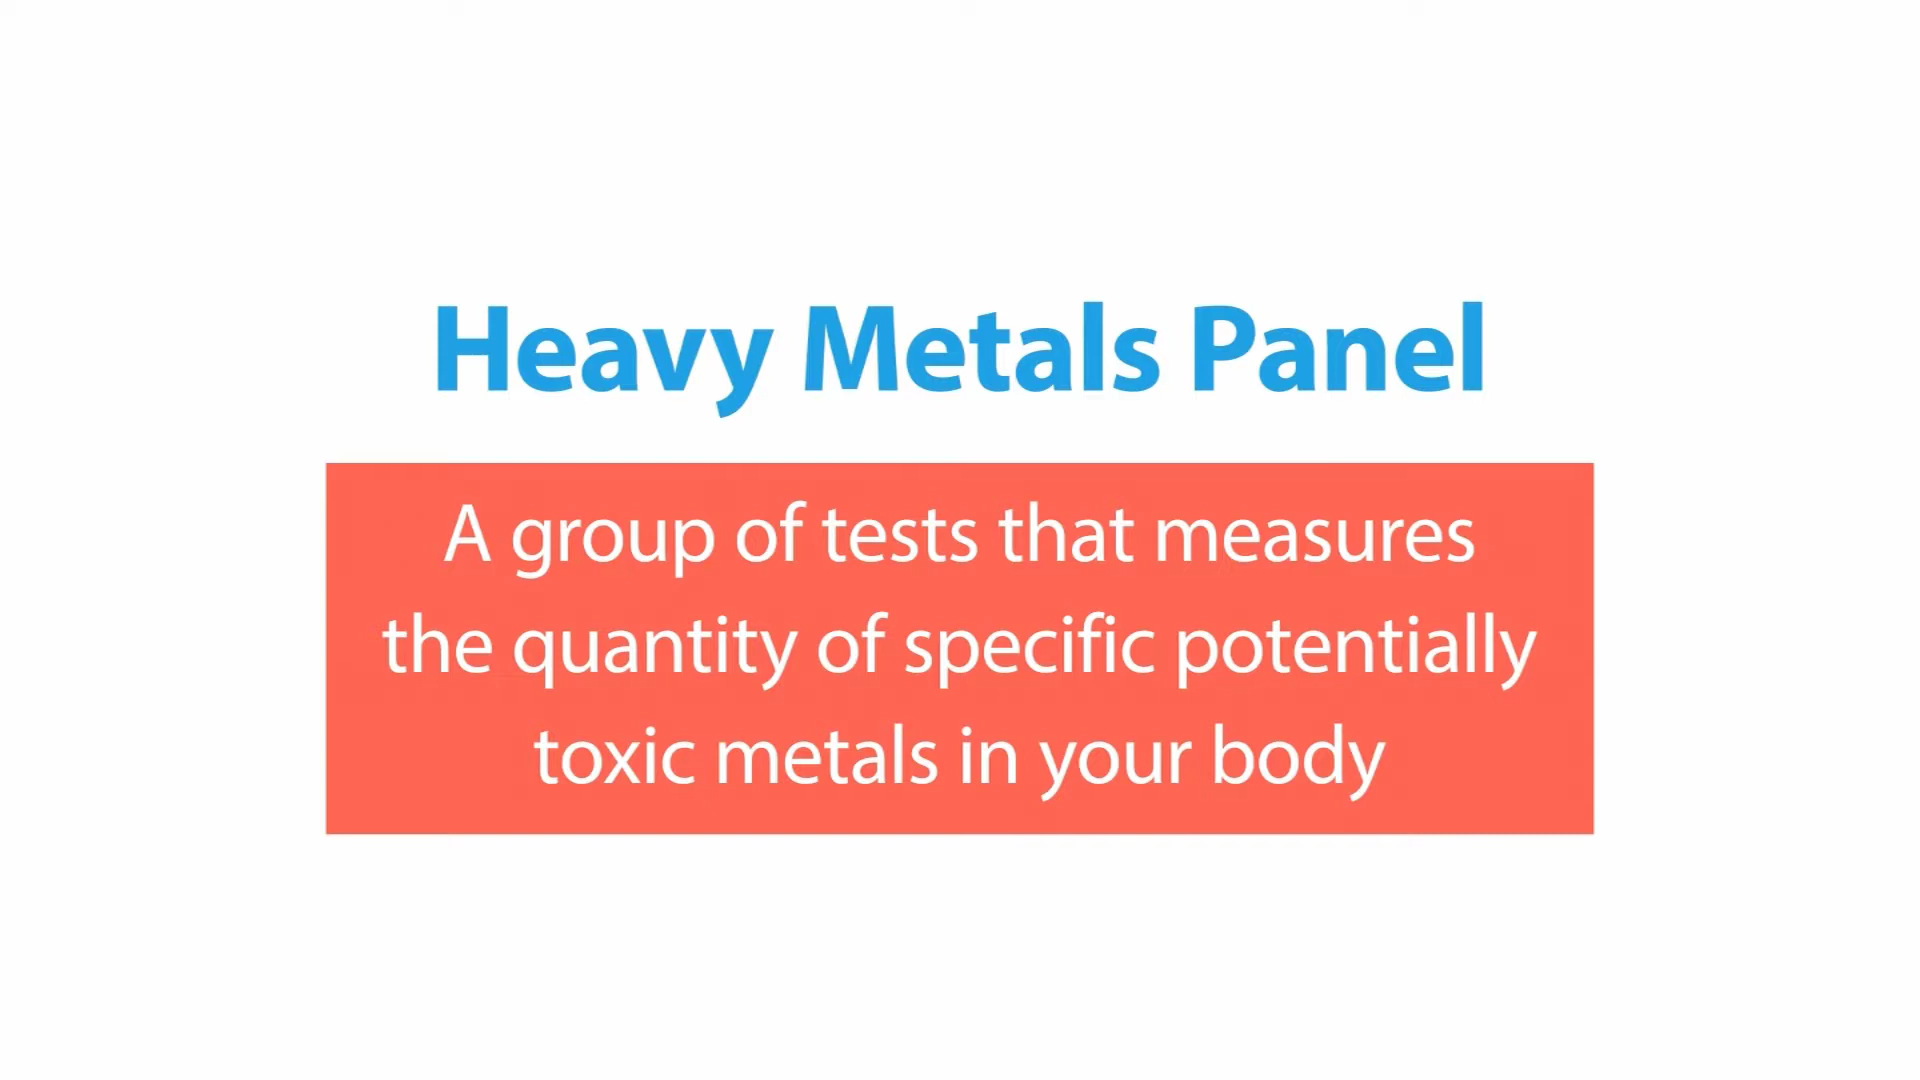 Heavy Metals Panel
A group of tests that measures
the quantity of specific potentially
toxic metals in your body